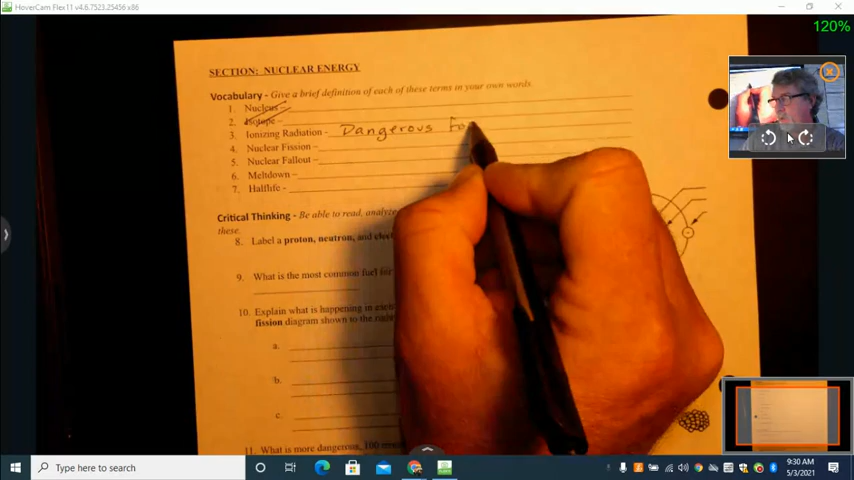 HoverCam Flex11 v4.6.7523.25456 x86
120%
SECTION: NUCLEAR ENERGY
Vocabulary - Give a brief definition of each of these terms in your own words.
1. Nucleus -
2. Isotope -
3. Ionizing Radiation - Dangerous
4. Nuclear Fission -
5. Nuclear Fallout -
6. Meltdown -
7. Halflife -
Critical Thinking - Be able to read, analyze
these.
8. Label a proton, neutron, and
9. What is the most common fuel for
10. Explain what is happening in
fission diagram shown to the
a.
b.
c.
11. What is more dangerous, 100
Type here to search
9:30 AM
5/3/2021